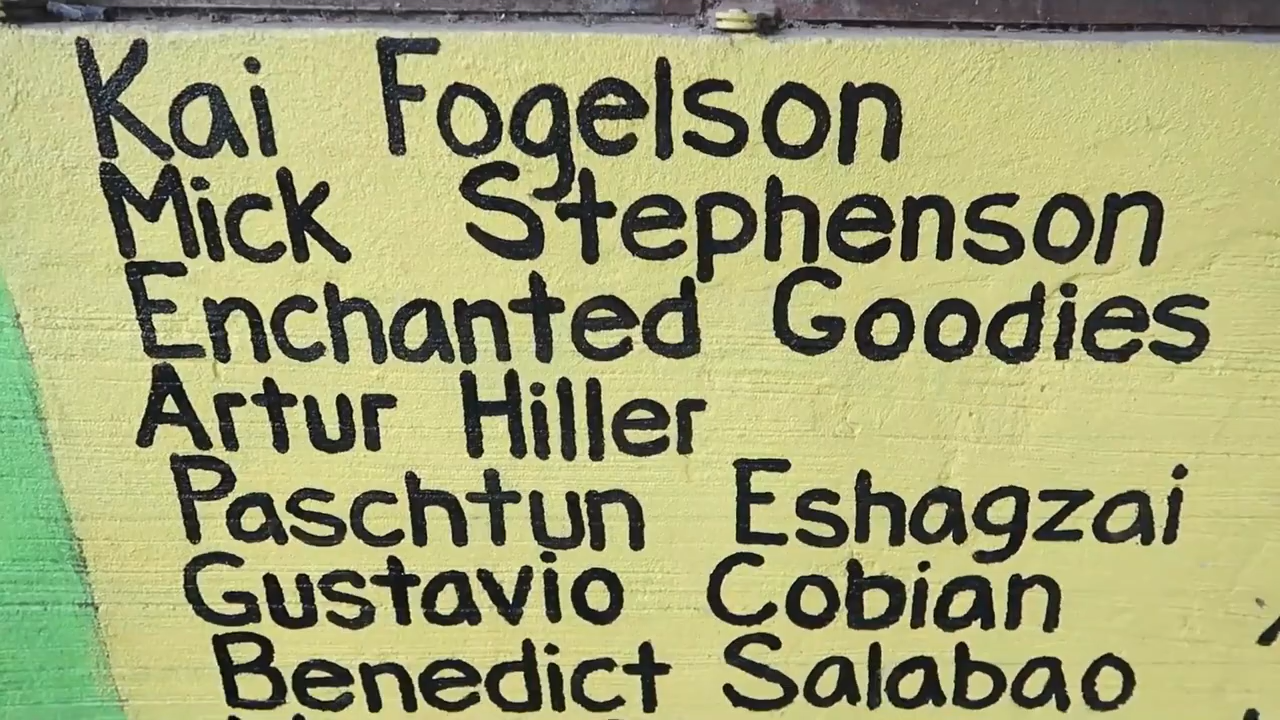 Kai Fogelson
Mick Stephenson
Enchanted Goodies
Artur Hiller
Paschtun Eshagzai
Gustavio Cobian
Benedict Salabao